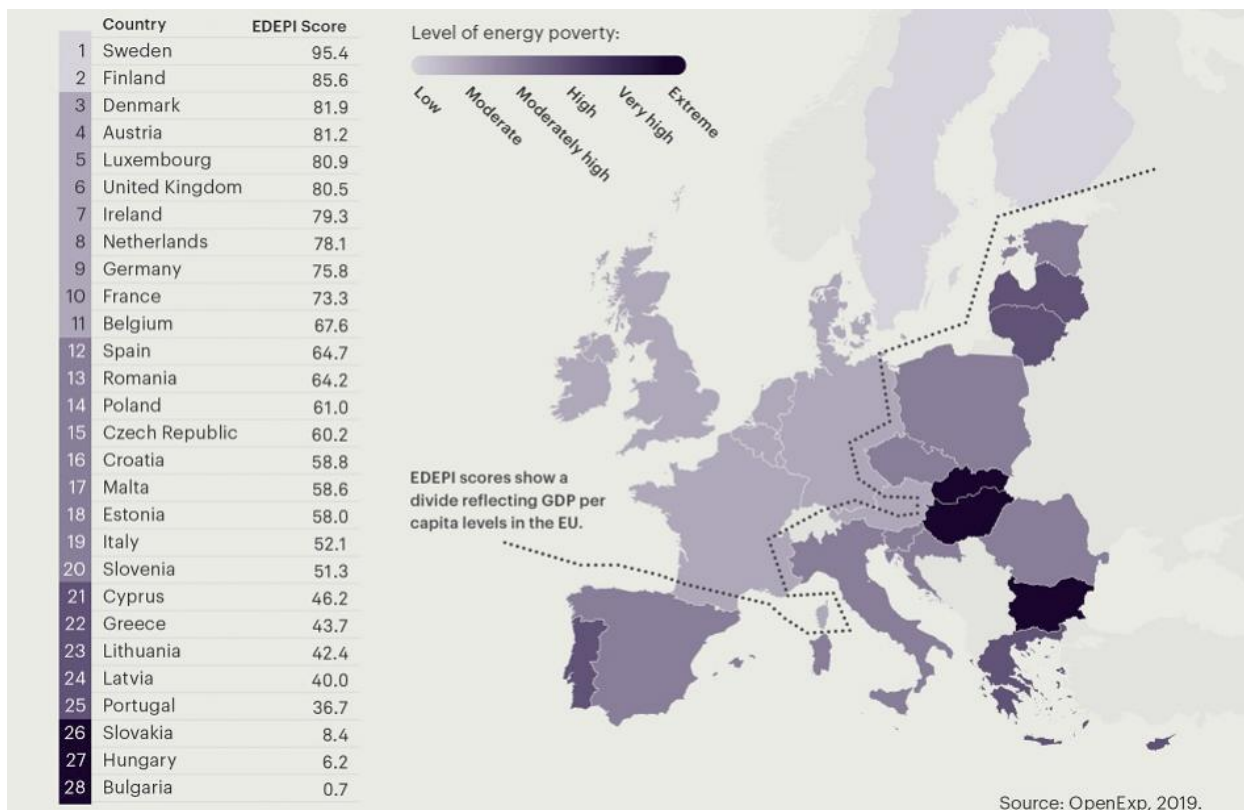 Country EDEPI Score
1 Sweden 95.4
2 Finland 85.6
3 Denmark 81.9
4 Austria 81.2
5 Luxembourg 80.9
6 United Kingdom 80.5
7 Ireland 79.3
8 Netherlands 78.1
9 Germany 75.8
10 France 73.3
11 Belgium 67.6
12 Spain 64.7
13 Romania 64.2
14 Poland 61.0
15 Czech Republic 60.2
16 Croatia 58.8
17 Malta 58.6
18 Estonia 58.0
19 Italy 52.1
20 Slovenia 51.3
21 Cyprus 46.2
22 Greece 43.7
23 Lithuania 42.4
24 Latvia 40.0
25 Portugal 36.7
26 Slovakia 8.4
27 Hungary 6.2
28 Bulgaria 0.7
Level of energy poverty:
Low
Moderate
Moderately high
High
Very high
Extreme
EDEPI scores show a
divide reflecting GDP per
capita levels in the EU.
Source: OpenExp, 2019.